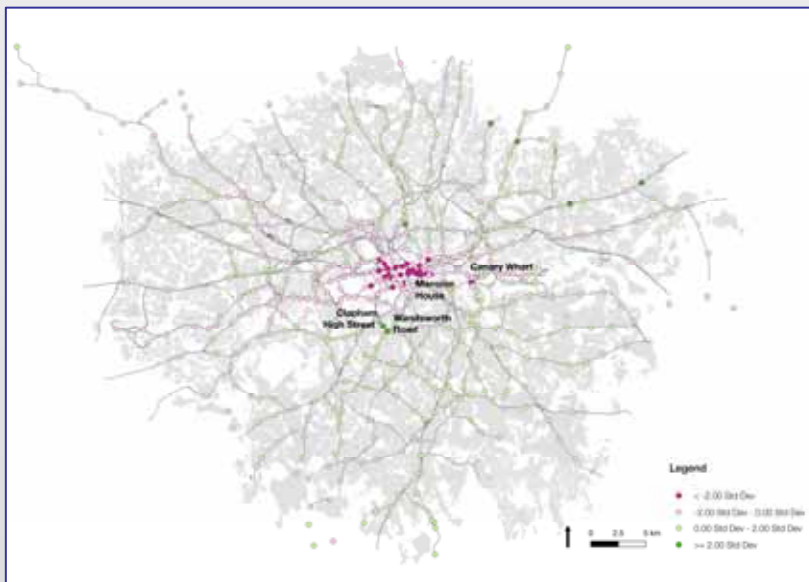 Canary Wharf
Mansion
House
Clapham
High Street
Wandsworth
Road
Legend
< -2.00 Std Dev
-2.00 Std Dev - 0.00 Std Dev
0.00 Std Dev - 2.00 Std Dev
>= 2.00 Std Dev
0 2.5 5 km